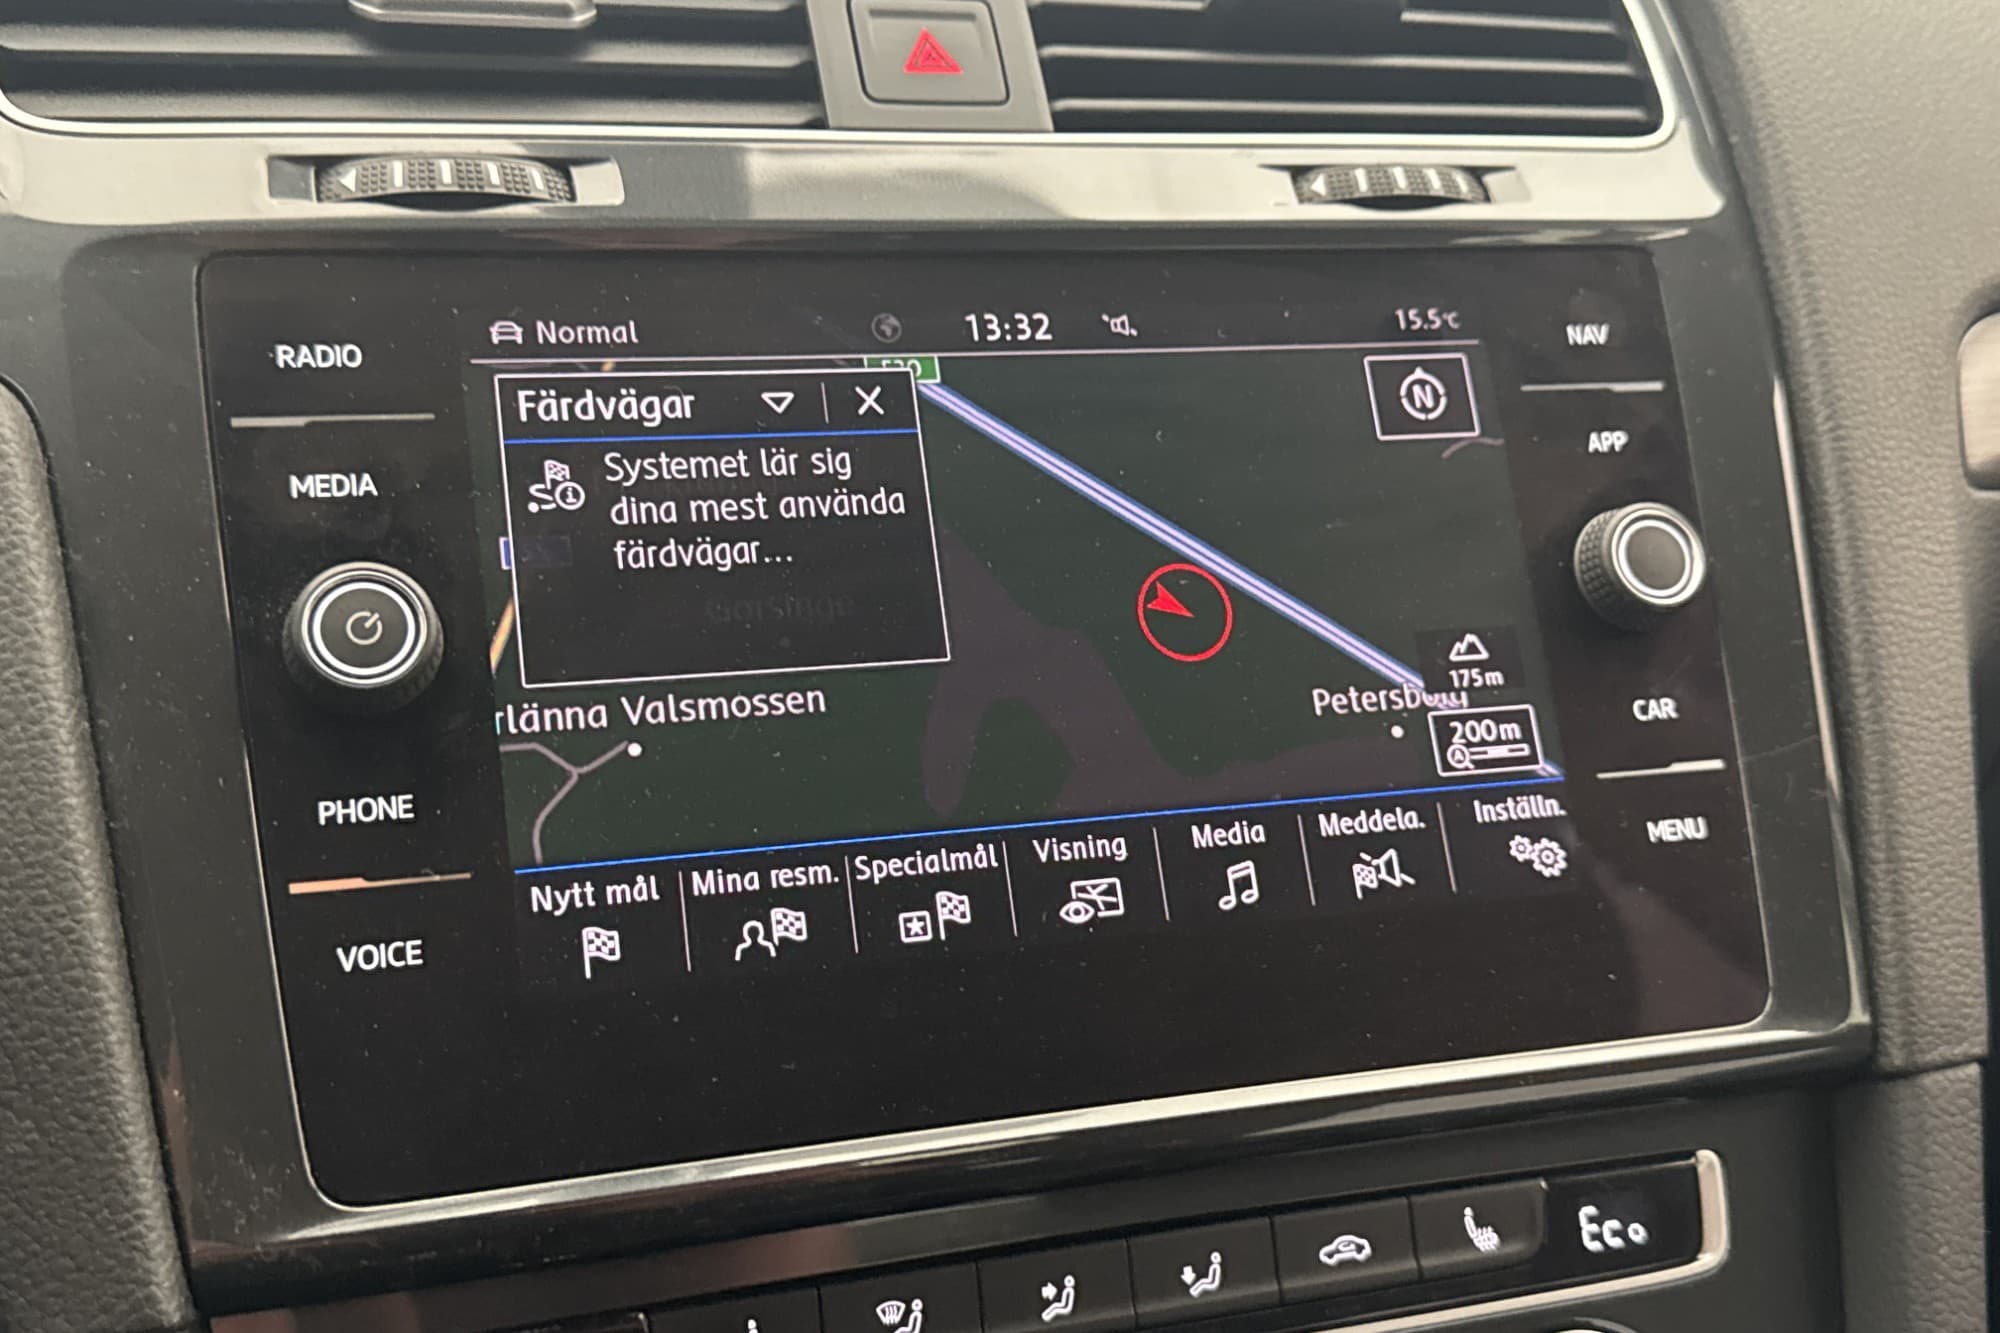 RADIO
MEDIA
PHONE
VOICE
Normal
13:32
15.5°C
Färdvägar
Systemet lär sig
dina mest använda
färdvägar...
N
rlänna Valsmossen
175m
200m
A
Nytt mål
Mina resm.
Specialmål
Visning
Media
Meddela.
Inställn.
NAV
APP
CAR
MENU
Eco